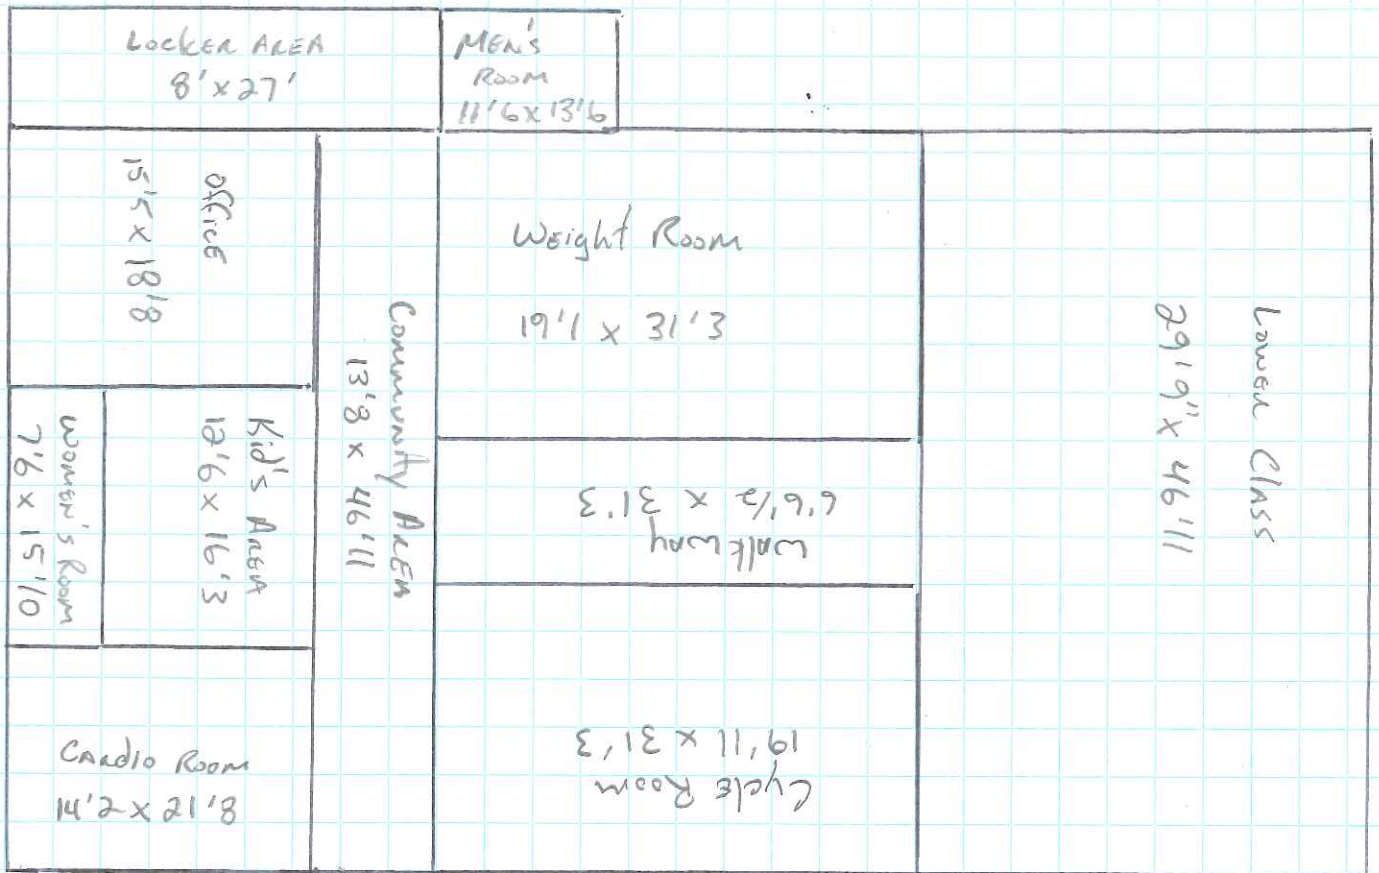 Locker Area
8'x27'
Men's
Room
11'6x13'6
Office
15'5 x 18'8
Weight Room
19'1 x 31'3
Community Area
13'8 x 46'11
Lower Class
29'9" x 46'11
Kid's Area
12'6 x 16'3
Women's Room
7'6 x 15'10
Walkway
6'6 1/2 x 31'3
Cardio Room
14'2 x 21'8
Cycle Room
19'11 x 31'3